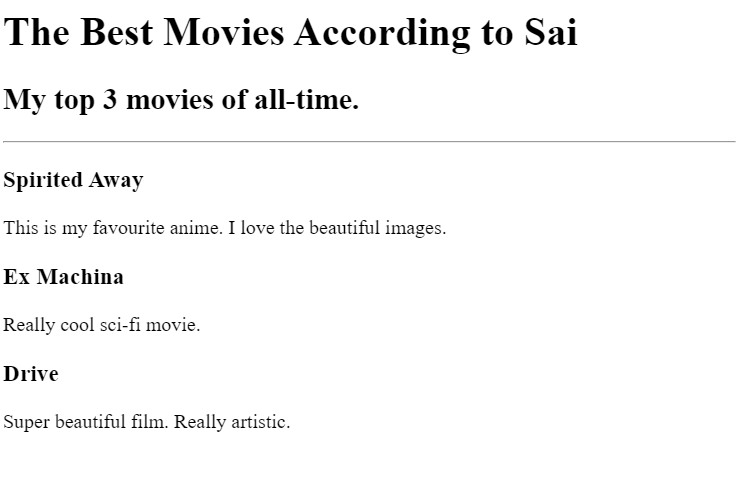 The Best Movies According to Sai
My top 3 movies of all-time.
Spirited Away
This is my favourite anime. I love the beautiful images.
Ex Machina
Really cool sci-fi movie.
Drive
Super beautiful film. Really artistic.